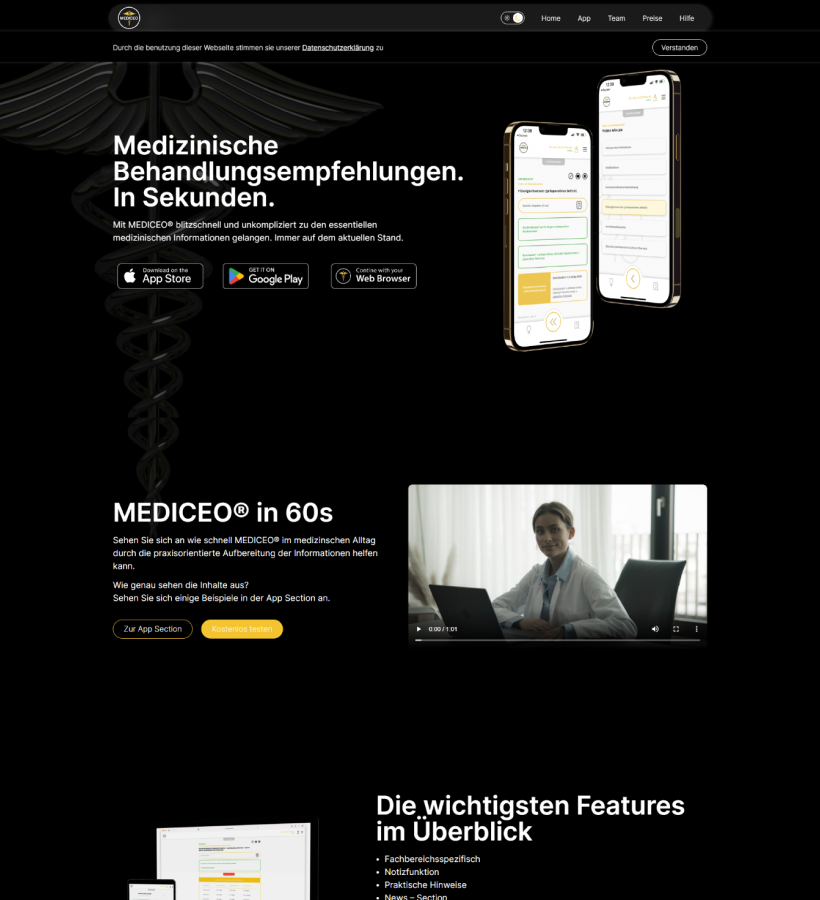 MEDICEO
Home
App
Team
Preise
Hilfe
Durch die benutzung dieser Webseite stimmen sie unserer Datenschutzerklärung zu
Verstanden
Medizinische
Behandlungsempfehlungen.
In Sekunden.
Mit MEDICEO® blitzschnell und unkompliziert zu den essentiellen
medizinischen Informationen gelangen. Immer auf dem aktuellen Stand.
Download on the
App Store
GET IT ON
Google Play
Contine with your
Web Browser
12:09
12:09
MEDICEO® in 60s
Sehen Sie sich an wie schnell MEDICEO® im medizinschen Alltag
durch die praxisorientierte Aufbereitung der Informationen helfen
kann.
Wie genau sehen die Inhalte aus?
Sehen Sie sich einige Beispiele in der App Section an.
Zur App Section
Kostenlos testen
0:00 / 1:01
Die wichtigsten Features
im Überblick
• Fachbereichsspezifisch
• Notizfunktion
• Praktische Hinweise
• News – Section